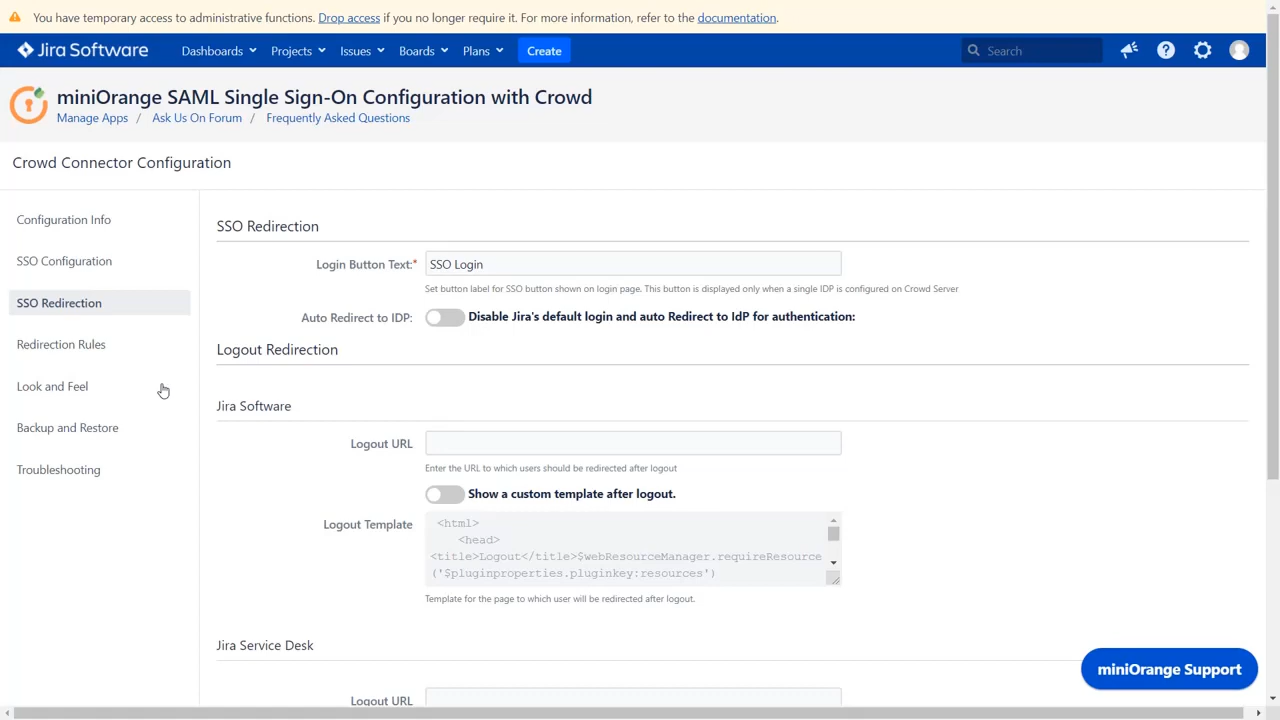 You have temporary access to administrative functions. Drop access if you no longer require it. For more information, refer to the documentation.
Jira Software Dashboards Projects Issues Boards Plans Create Search
miniOrange SAML Single Sign-On Configuration with Crowd
Manage Apps / Ask Us On Forum / Frequently Asked Questions
Crowd Connector Configuration
Configuration Info
SSO Configuration
SSO Redirection
Redirection Rules
Look and Feel
Backup and Restore
Troubleshooting
SSO Redirection
Login Button Text:* SSO Login
Set button label for SSO button shown on login page. This button is displayed only when a single IDP is configured on Crowd Server
Auto Redirect to IDP: Disable Jira's default login and auto Redirect to IdP for authentication:
Logout Redirection
Jira Software
Logout URL
Enter the URL to which users should be redirected after logout
Show a custom template after logout.
Logout Template
<html>
<head>
<title>Logout</title>$webResourceManager.requireResource
('$pluginproperties.pluginkey:resources')
Template for the page to which user will be redirected after logout.
Jira Service Desk
Logout URL
miniOrange Support